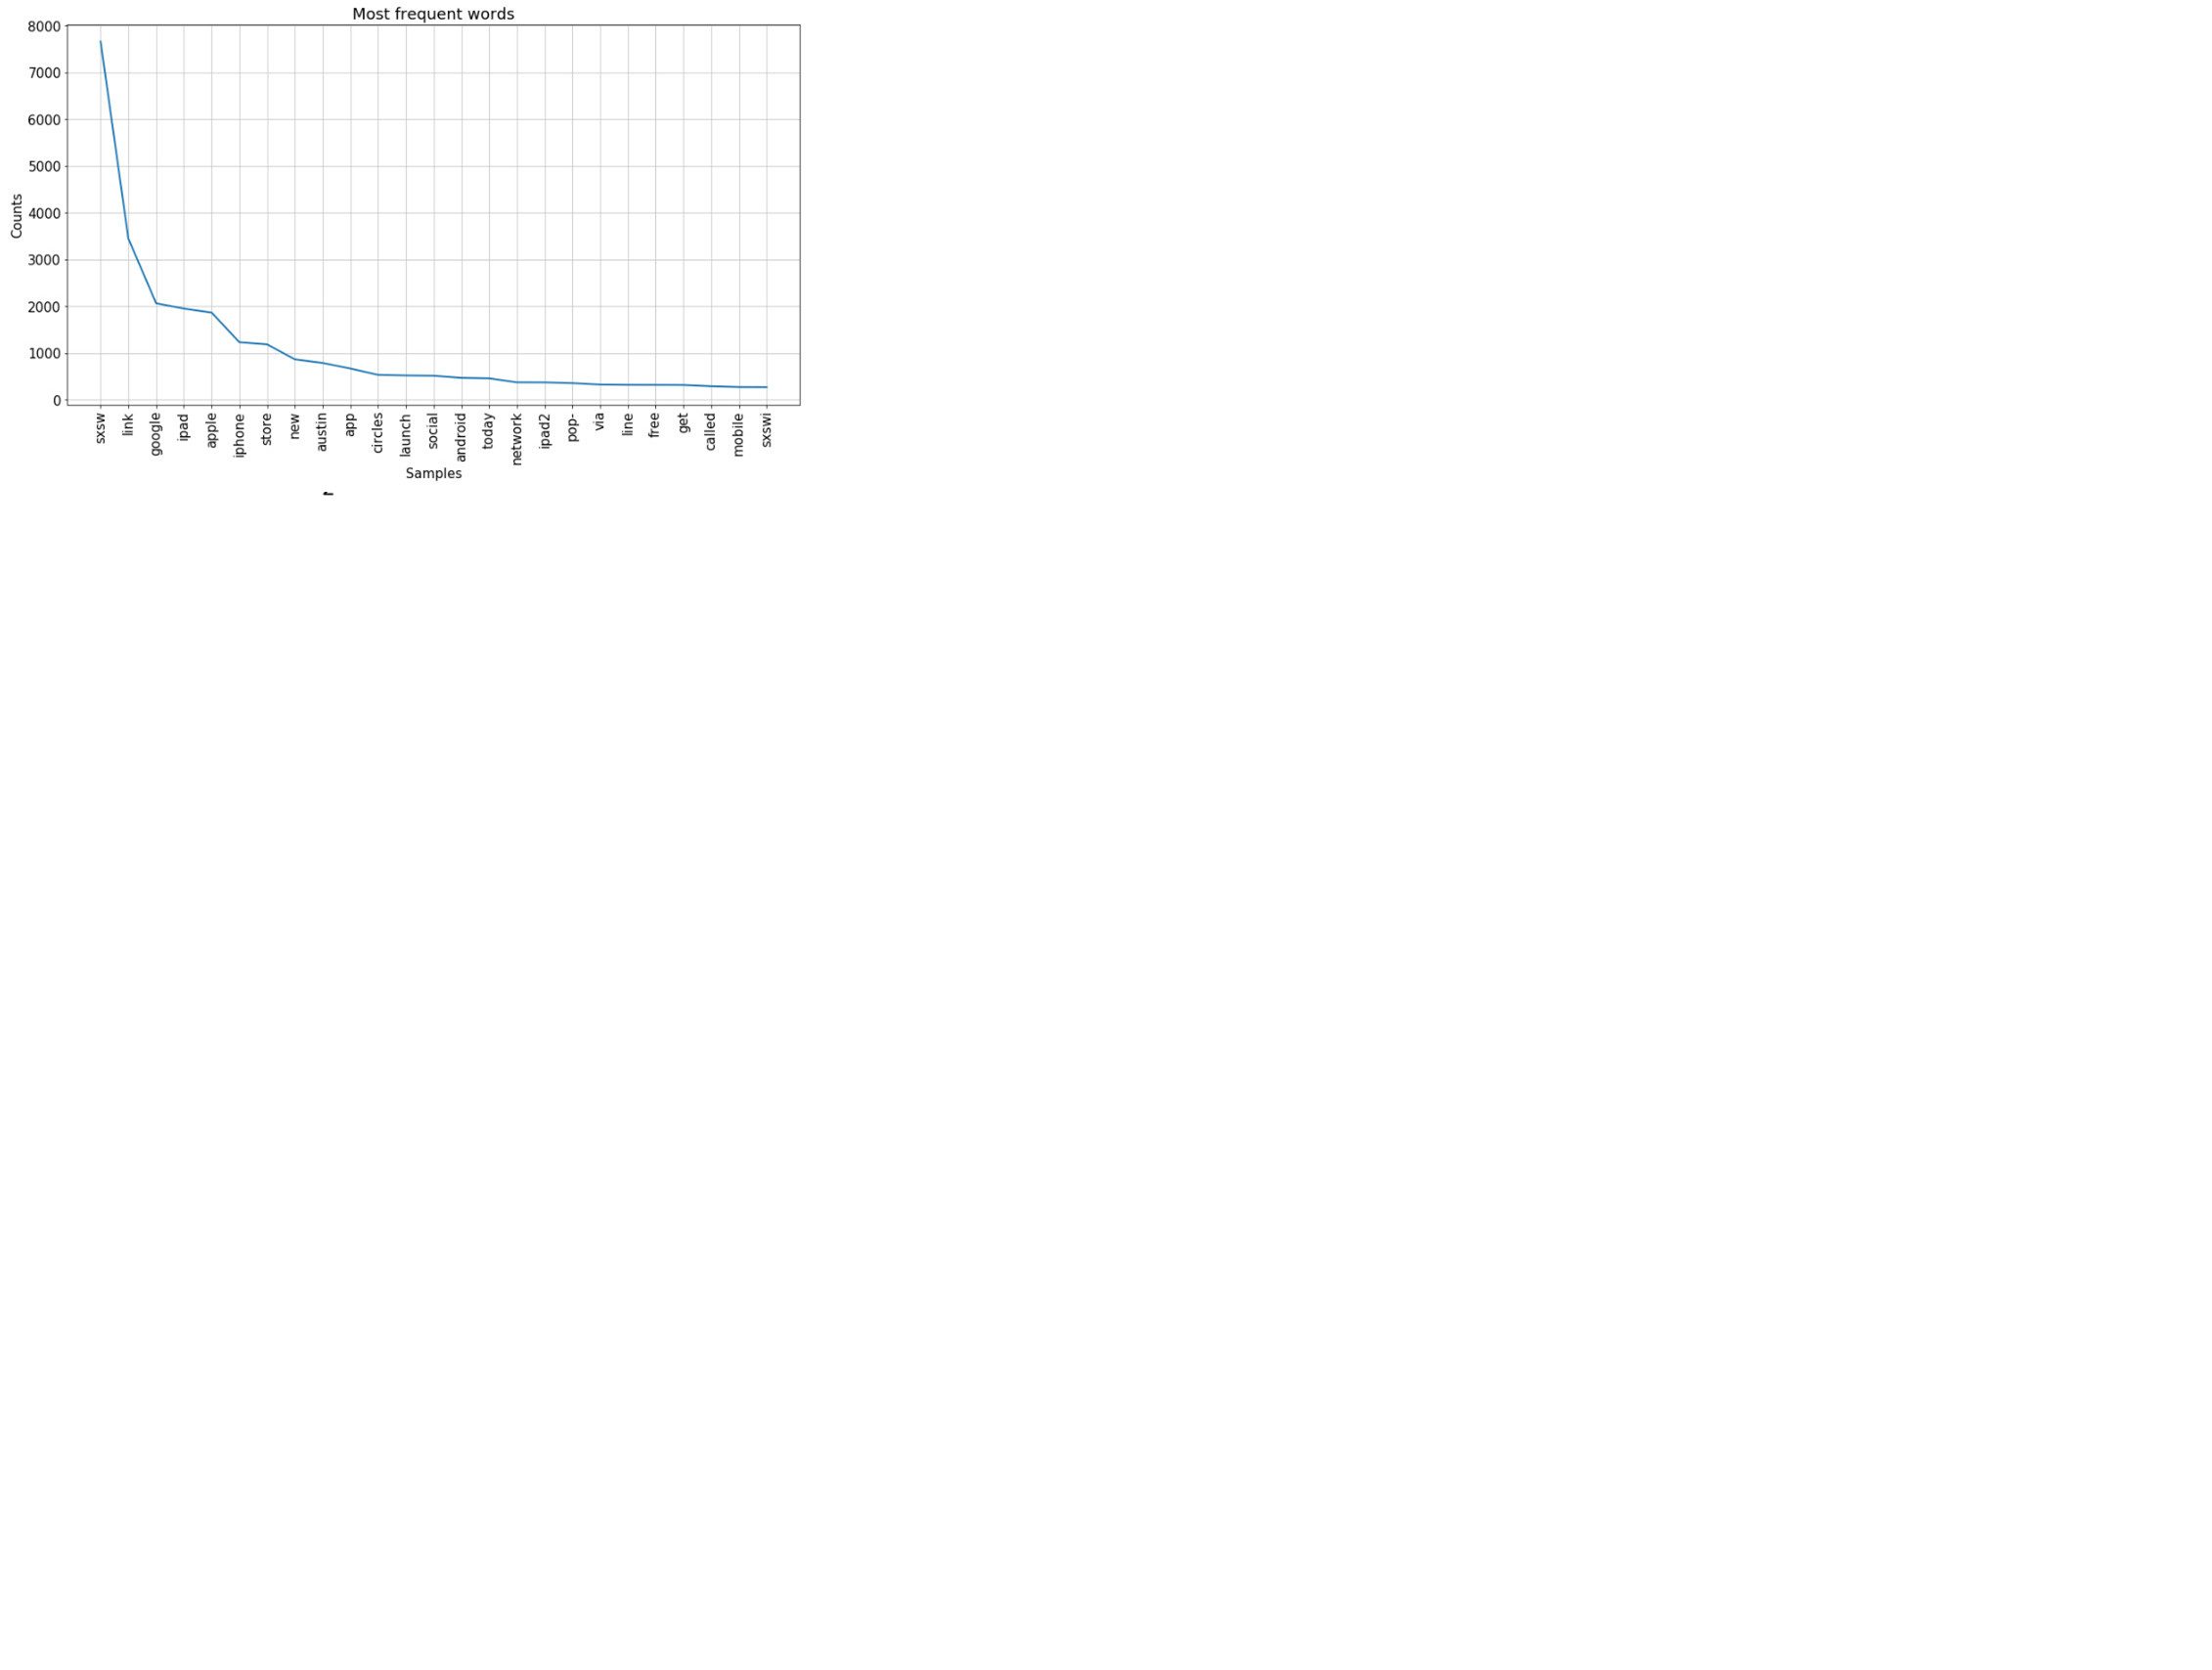 Most frequent words
8000
7000
6000
5000
4000
3000
2000
1000
0
Counts
sxsw
link
google
ipad
apple
iphone
store
new
austin
app
circles
launch
social
android
today
network
ipad2
pop-
via
line
free
get
called
mobile
sxswi
Samples